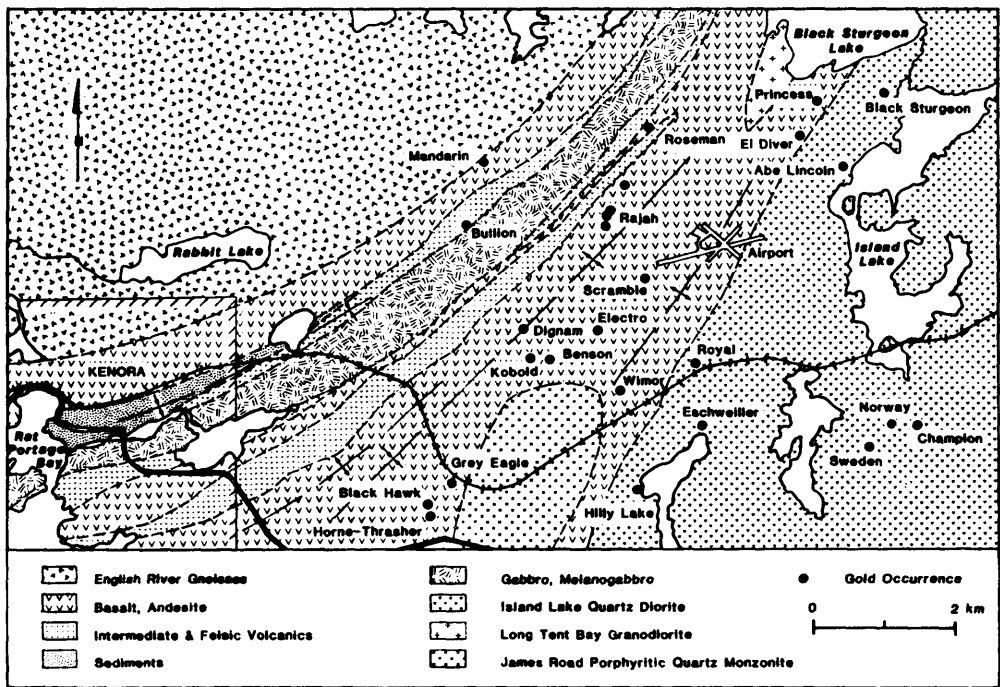 Black Sturgeon
Lake
Princess
Black Sturgeon
Roseman
El Diver
Mandarin
Abe Lincoln
Rajah
Bullion
Rabbit Lake
Island
Lake
Airport
Scramble
Electro
Dignam
Benson
Kobold
Royal
KENORA
Wimor
Eschweiller
Norway
Champion
Rat
Portage
Bay
Sweden
Grey Eagle
Black Hawk
Hilly Lake
Horne-Thrasher
English River Gneisses
Gabbro, Melanogabbro
Gold Occurrence
Basalt, Andesite
Island Lake Quartz Diorite
0 2 km
Intermediate & Felsic Volcanics
Long Tent Bay Granodiorite
Sediments
James Road Porphyritic Quartz Monzonite